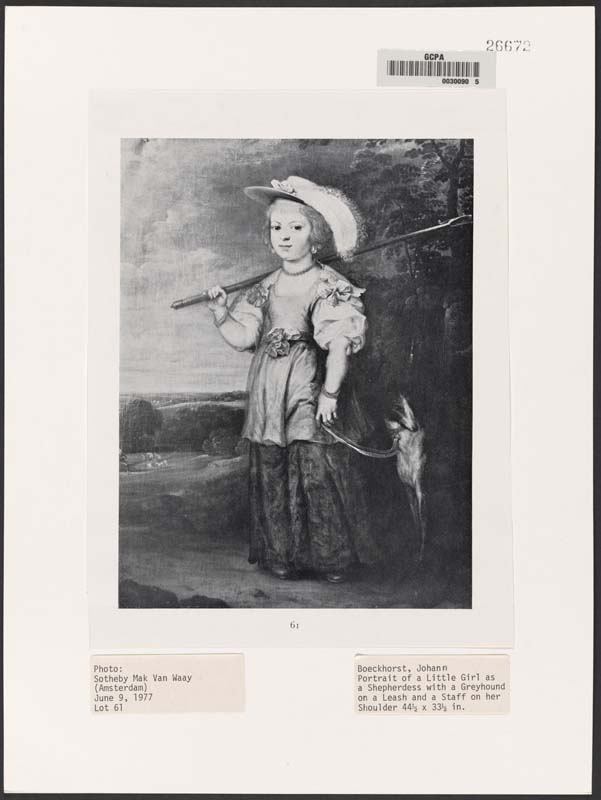 26672
GCPA
0030090 5
61
Photo:
Sotheby Mak Van Waay
(Amsterdam)
June 9, 1977
Lot 61
Boeckhorst, Johann
Portrait of a Little Girl as
a Shepherdess with a Greyhound
on a Leash and a Staff on her
Shoulder 44½ x 33½ in.